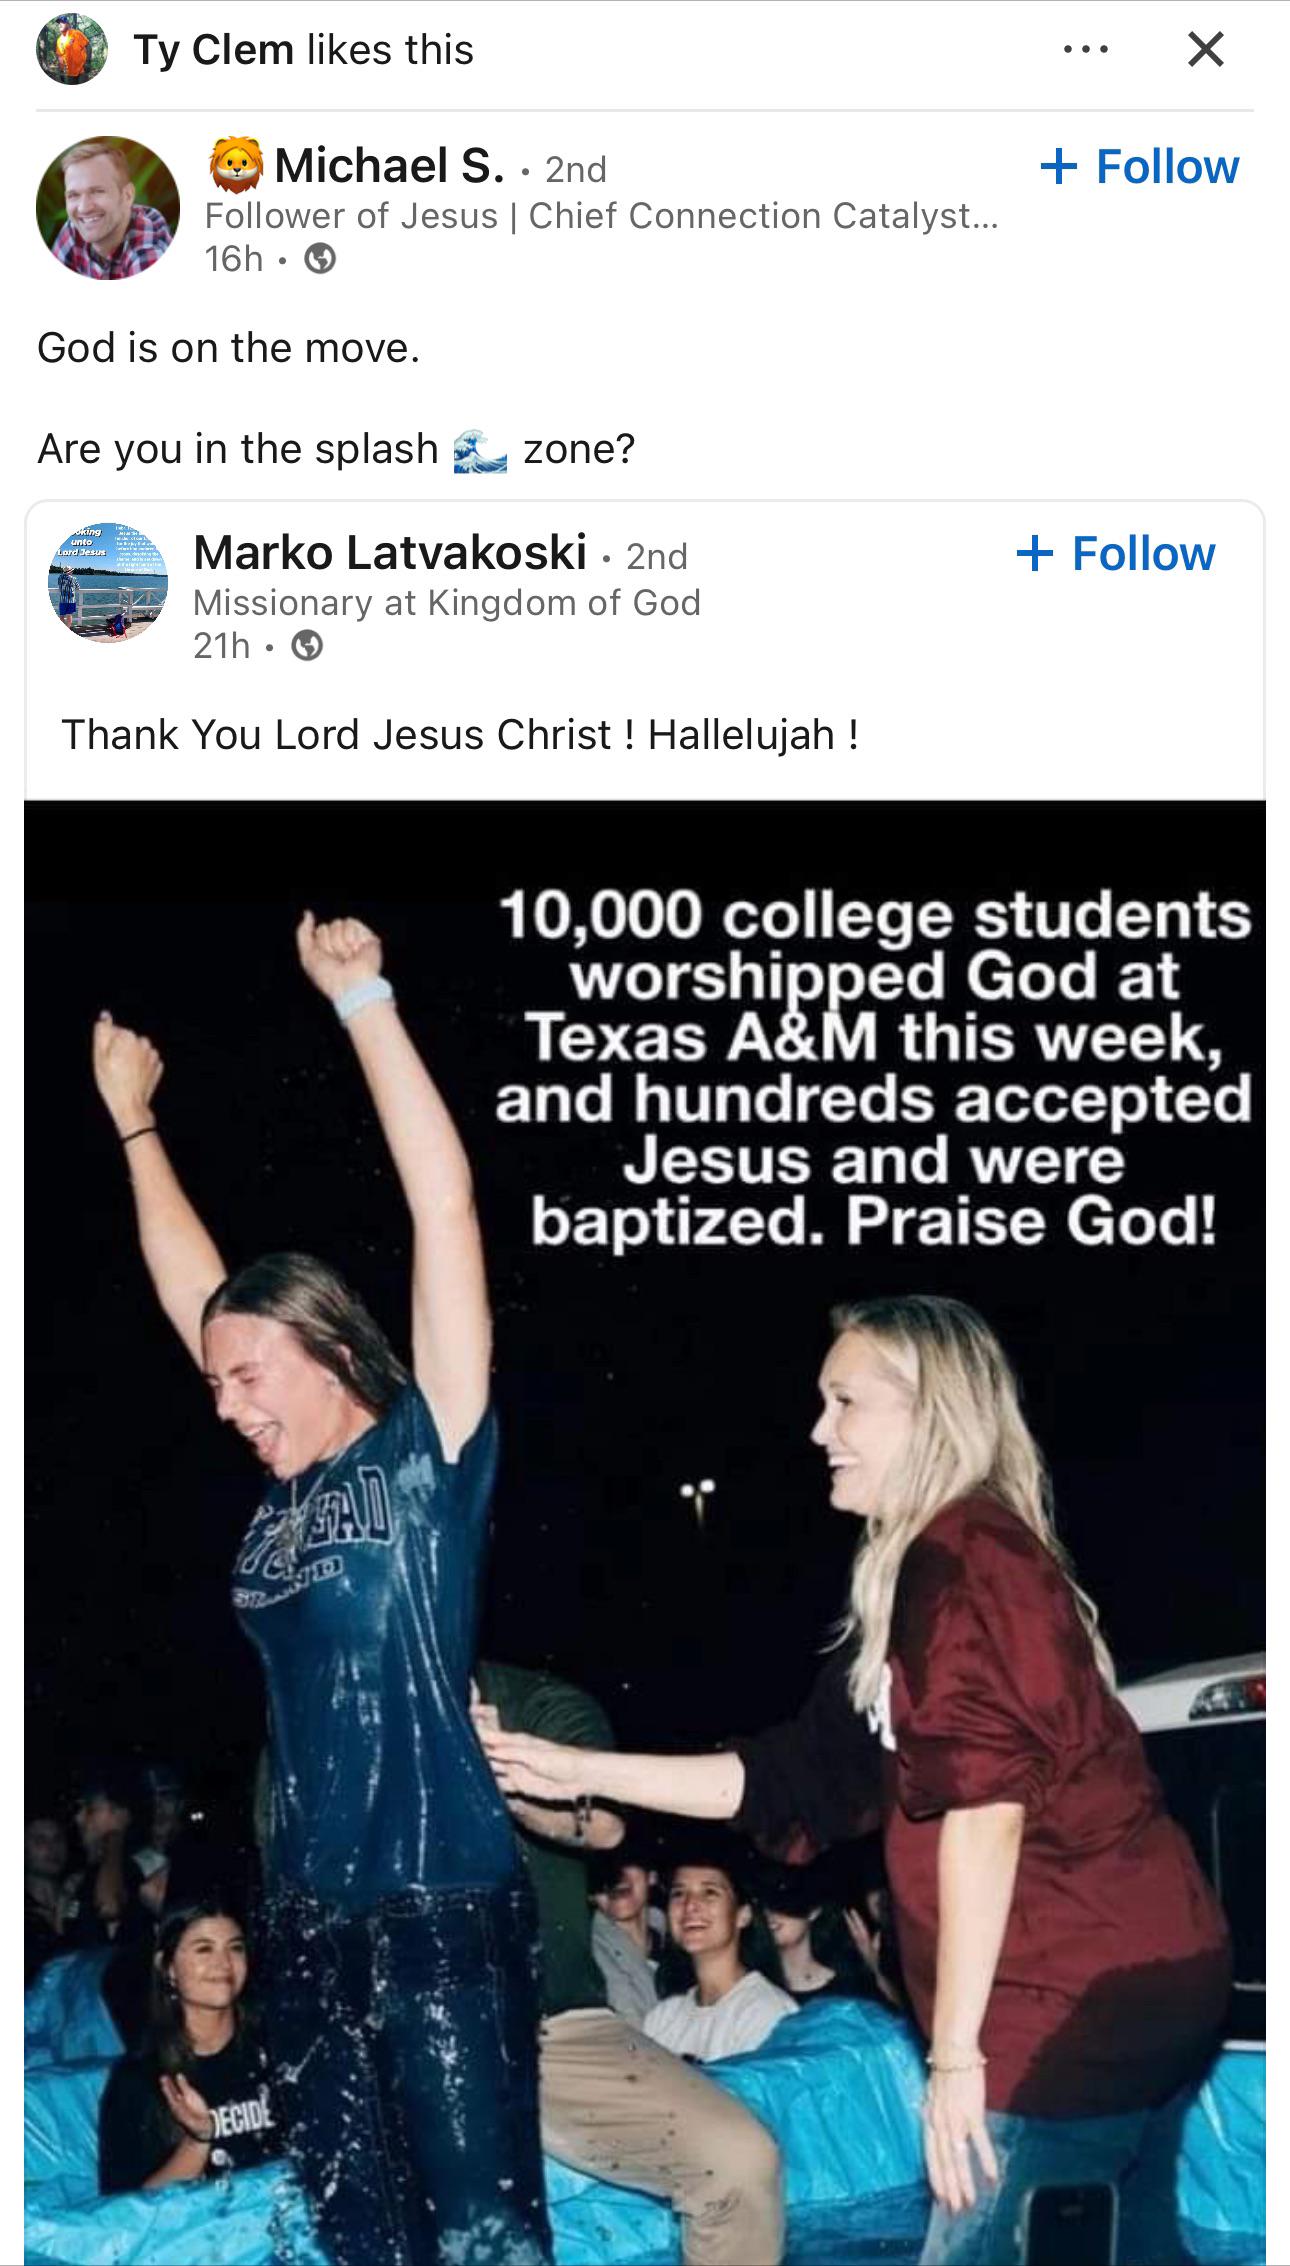 Ty Clem likes this
Michael S. • 2nd
+ Follow
Follower of Jesus | Chief Connection Catalyst...
16h •
God is on the move.
Are you in the splash 🌊 zone?
Marko Latvakoski • 2nd
+ Follow
Missionary at Kingdom of God
21h •
Thank You Lord Jesus Christ ! Hallelujah !
10,000 college students
worshipped God at
Texas A&M this week,
and hundreds accepted
Jesus and were
baptized. Praise God!
DECIDE